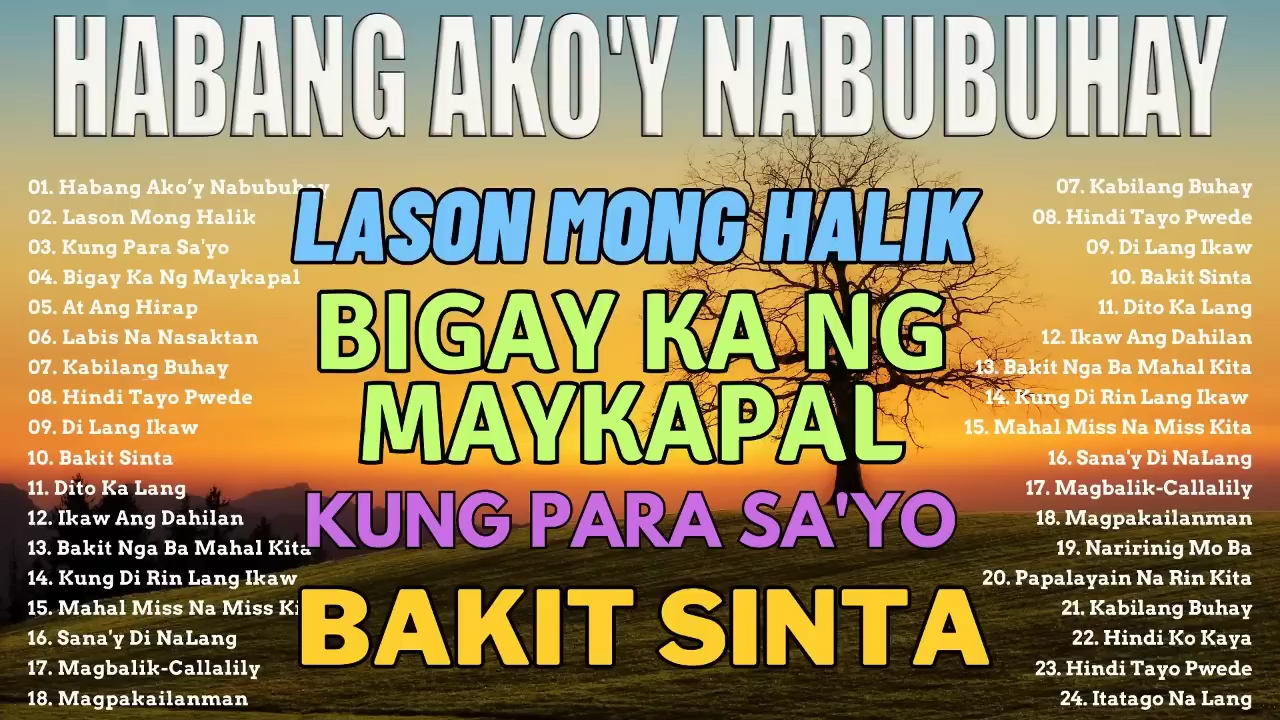 HABANG AKO'Y NABUBUHAY
01. Habang Ako’y Nabubuhay
02. Lason Mong Halik
03. Kung Para Sa'yo
04. Bigay Ka Ng Maykapal
05. At Ang Hirap
06. Labis Na Nasaktan
07. Kabilang Buhay
08. Hindi Tayo Pwede
09. Di Lang Ikaw
10. Bakit Sinta
11. Dito Ka Lang
12. Ikaw Ang Dahilan
13. Bakit Nga Ba Mahal Kita
14. Kung Di Rin Lang Ikaw
15. Mahal Miss Na Miss Ki
16. Sana'y Di NaLang
17. Magbalik-Callalily
18. Magpakailanman
LASON MONG HALIK
BIGAY KA NG
MAYKAPAL
KUNG PARA SA'YO
BAKIT SINTA
07. Kabilang Buhay
08. Hindi Tayo Pwede
09. Di Lang Ikaw
10. Bakit Sinta
11. Dito Ka Lang
12. Ikaw Ang Dahilan
13. Bakit Nga Ba Mahal Kita
14. Kung Di Rin Lang Ikaw
15. Mahal Miss Na Miss Kita
16. Sana'y Di NaLang
17. Magbalik-Callalily
18. Magpakailanman
19. Naririnig Mo Ba
20. Papalayain Na Rin Kita
21. Kabilang Buhay
22. Hindi Ko Kaya
23. Hindi Tayo Pwede
24. Itatago Na Lang